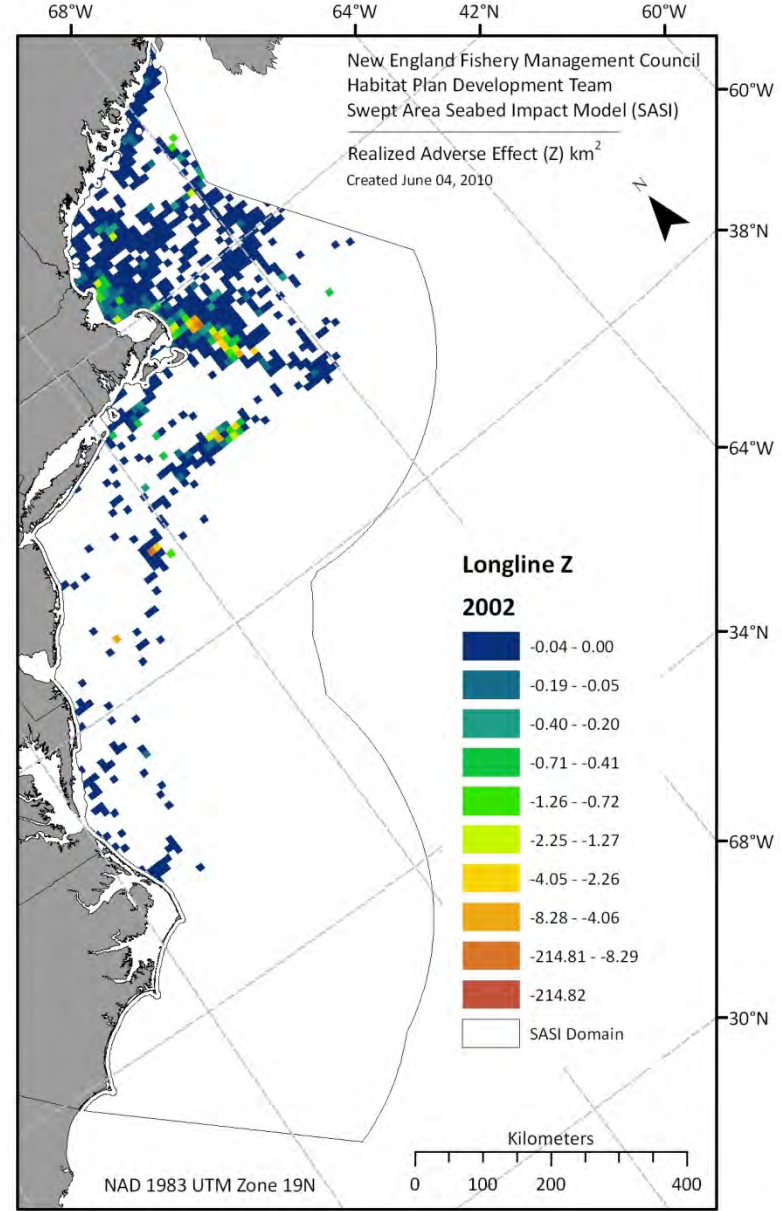 68°W 64°W 42°N 60°W
New England Fishery Management Council
Habitat Plan Development Team
Swept Area Seabed Impact Model (SASI)
Realized Adverse Effect (Z) km²
Created June 04, 2010
N
60°W
38°N
64°W
34°N
68°W
30°N
Longline Z
2002
-0.04 - 0.00
-0.19 - -0.05
-0.40 - -0.20
-0.71 - -0.41
-1.26 - -0.72
-2.25 - -1.27
-4.05 - -2.26
-8.28 - -4.06
-214.81 - -8.29
-214.82
SASI Domain
Kilometers
0 100 200 300 400
NAD 1983 UTM Zone 19N